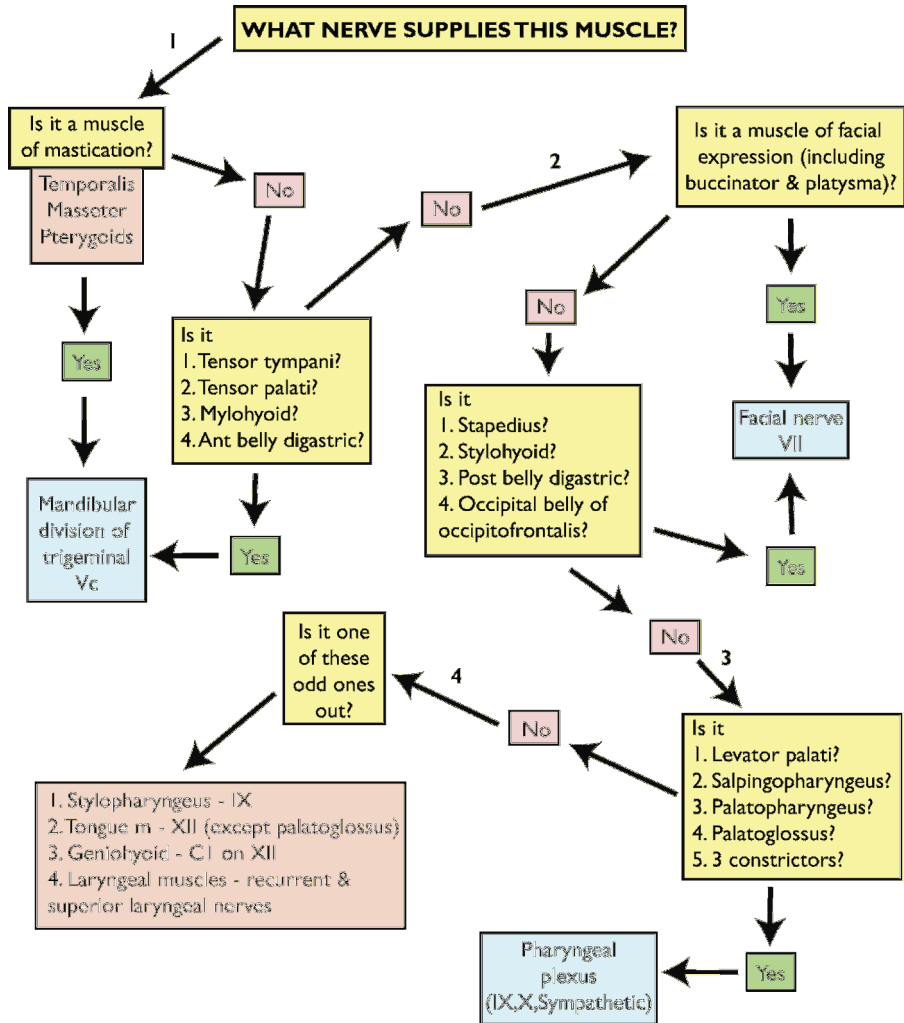 WHAT NERVE SUPPLIES THIS MUSCLE?
1
Is it a muscle
of mastication?
Temporalis
Masseter
Pterygoids
No
Yes
Is it
1. Tensor tympani?
2. Tensor palati?
3. Mylohyoid?
4. Ant belly digastric?
Yes
Mandibular
division of
trigeminal
Vc
No
2
Is it a muscle of facial
expression (including
buccinator & platysma)?
Yes
Facial nerve
VII
No
Is it
1. Stapedius?
2. Stylohyoid?
3. Post belly digastric?
4. Occipital belly of
occipitofrontalis?
Yes
No
3
Is it
1. Levator palati?
2. Salpingopharyngeus?
3. Palatopharyngeus?
4. Palatoglossus?
5. 3 constrictors?
Yes
Pharyngeal
plexus
(IX,X,Sympathetic)
No
4
Is it one
of these
odd ones
out?
1. Stylopharyngeus - IX
2. Tongue m - XII (except palatoglossus)
3. Geniohyoid - C1 on XII
4. Laryngeal muscles - recurrent &
superior laryngeal nerves